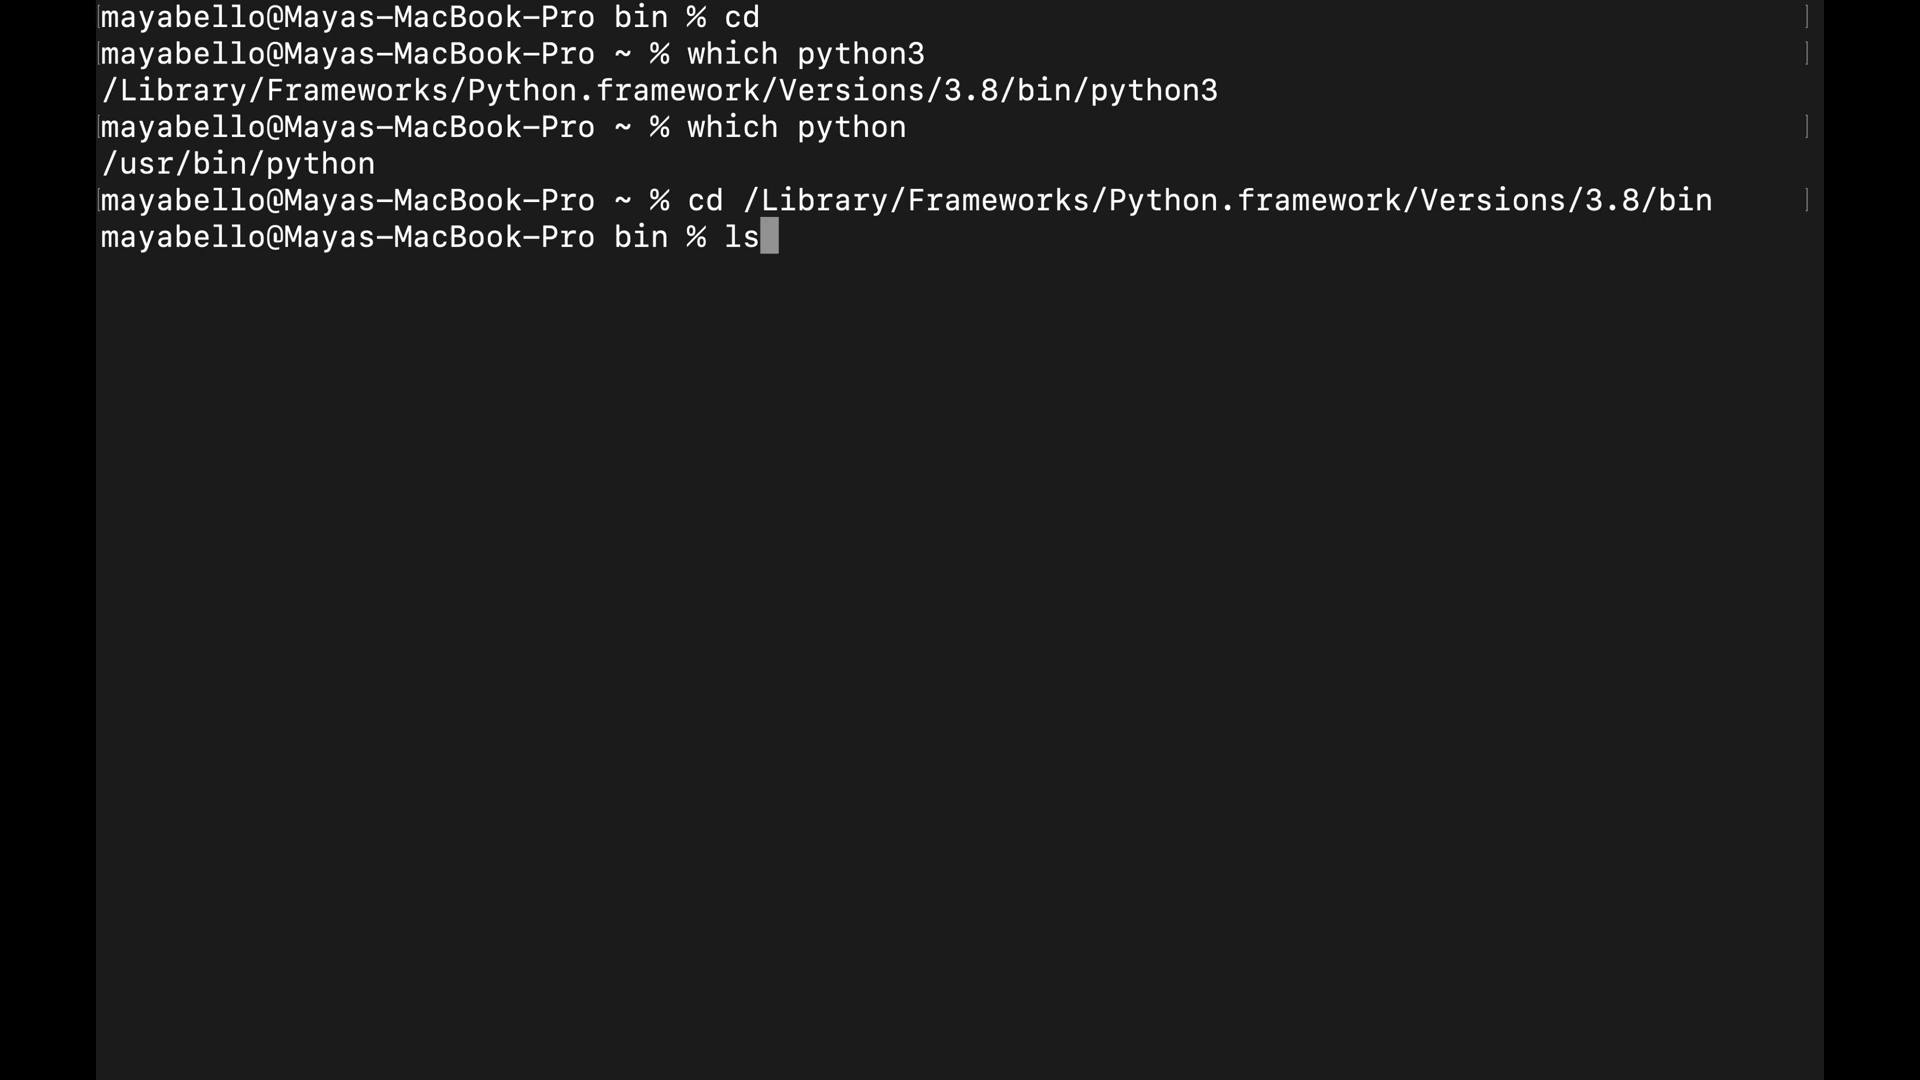 [mayabello@Mayas-MacBook-Pro bin % cd ]
[mayabello@Mayas-MacBook-Pro ~ % which python3 ]
/Library/Frameworks/Python.framework/Versions/3.8/bin/python3
[mayabello@Mayas-MacBook-Pro ~ % which python ]
/usr/bin/python
[mayabello@Mayas-MacBook-Pro ~ % cd /Library/Frameworks/Python.framework/Versions/3.8/bin ]
mayabello@Mayas-MacBook-Pro bin % ls